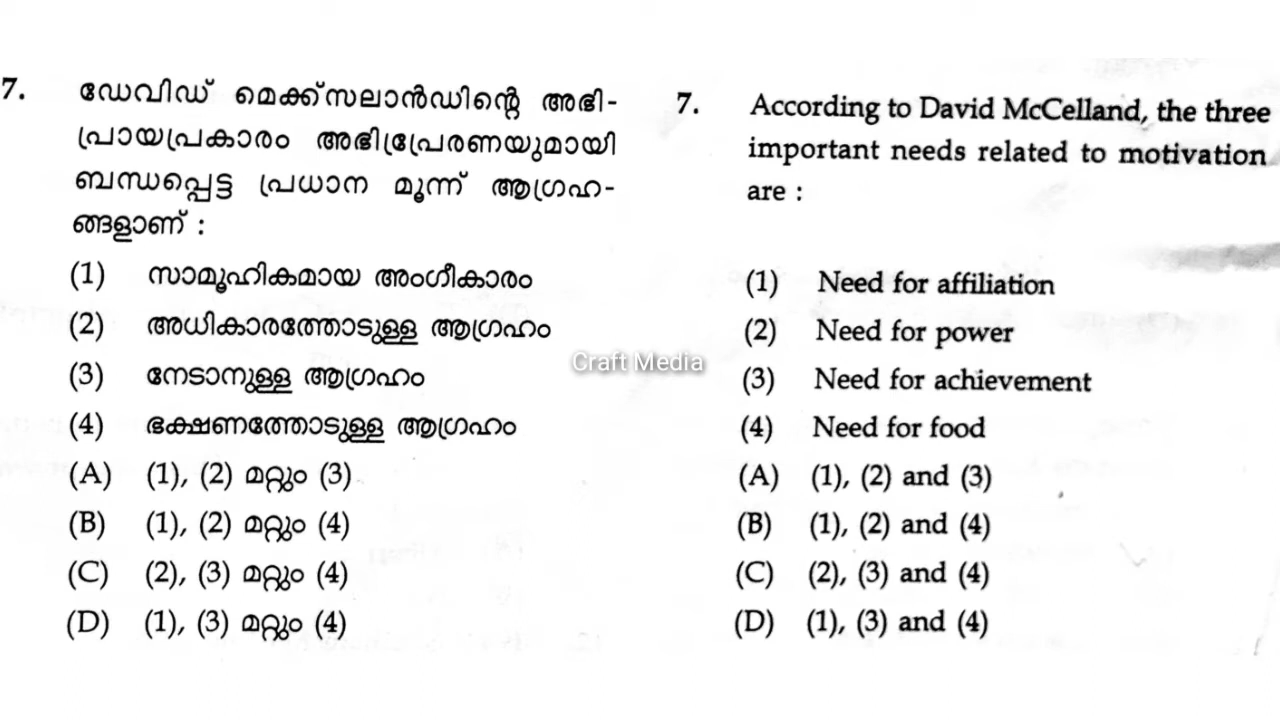 7. ഡേവിഡ് മെക്ക്സലാൻഡിന്റെ അഭി-
പ്രായപ്രകാരം അഭിപ്രേരണയുമായി
ബന്ധപ്പെട്ട പ്രധാന മൂന്ന് ആഗ്രഹ-
ങ്ങളാണ് :
(1) സാമൂഹികമായ അംഗീകാരം
(2) അധികാരത്തോടുള്ള ആഗ്രഹം
(3) നേടാനുള്ള ആഗ്രഹം
(4) ഭക്ഷണത്തോടുള്ള ആഗ്രഹം
(A) (1), (2) മറ്റും (3)
(B) (1), (2) മറ്റും (4)
(C) (2), (3) മറ്റും (4)
(D) (1), (3) മറ്റും (4)
7. According to David McCelland, the three
important needs related to motivation
are :
(1) Need for affiliation
(2) Need for power
(3) Need for achievement
(4) Need for food
(A) (1), (2) and (3)
(B) (1), (2) and (4)
(C) (2), (3) and (4)
(D) (1), (3) and (4)
Craft Media